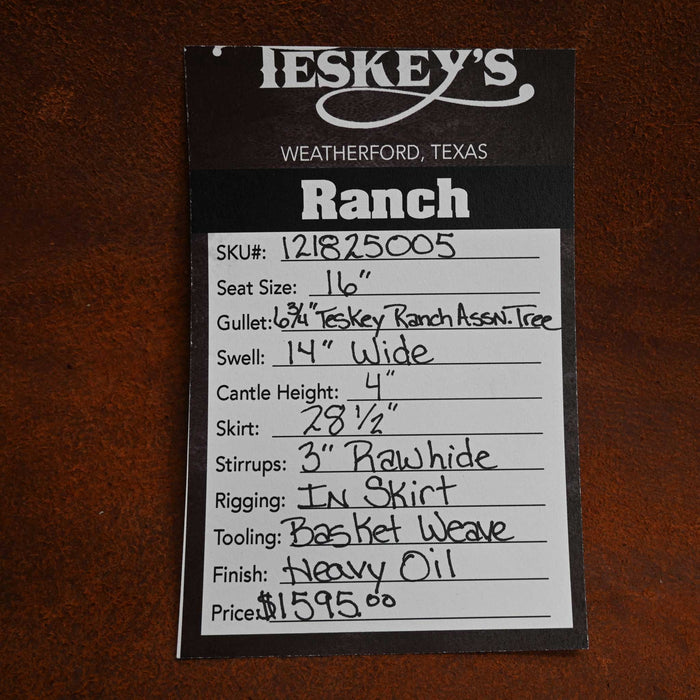 TESKEY'S
WEATHERFORD, TEXAS
Ranch
SKU#: 121825005
Seat Size: 16"
Gullet: 6 3/4" Teskey Ranch Assn. Tree
Swell: 14" Wide
Cantle Height: 4"
Skirt: 28 1/2"
Stirrups: 3" Rawhide
Rigging: In Skirt
Tooling: Basket Weave
Finish: Heavy Oil
Price: $1595.00